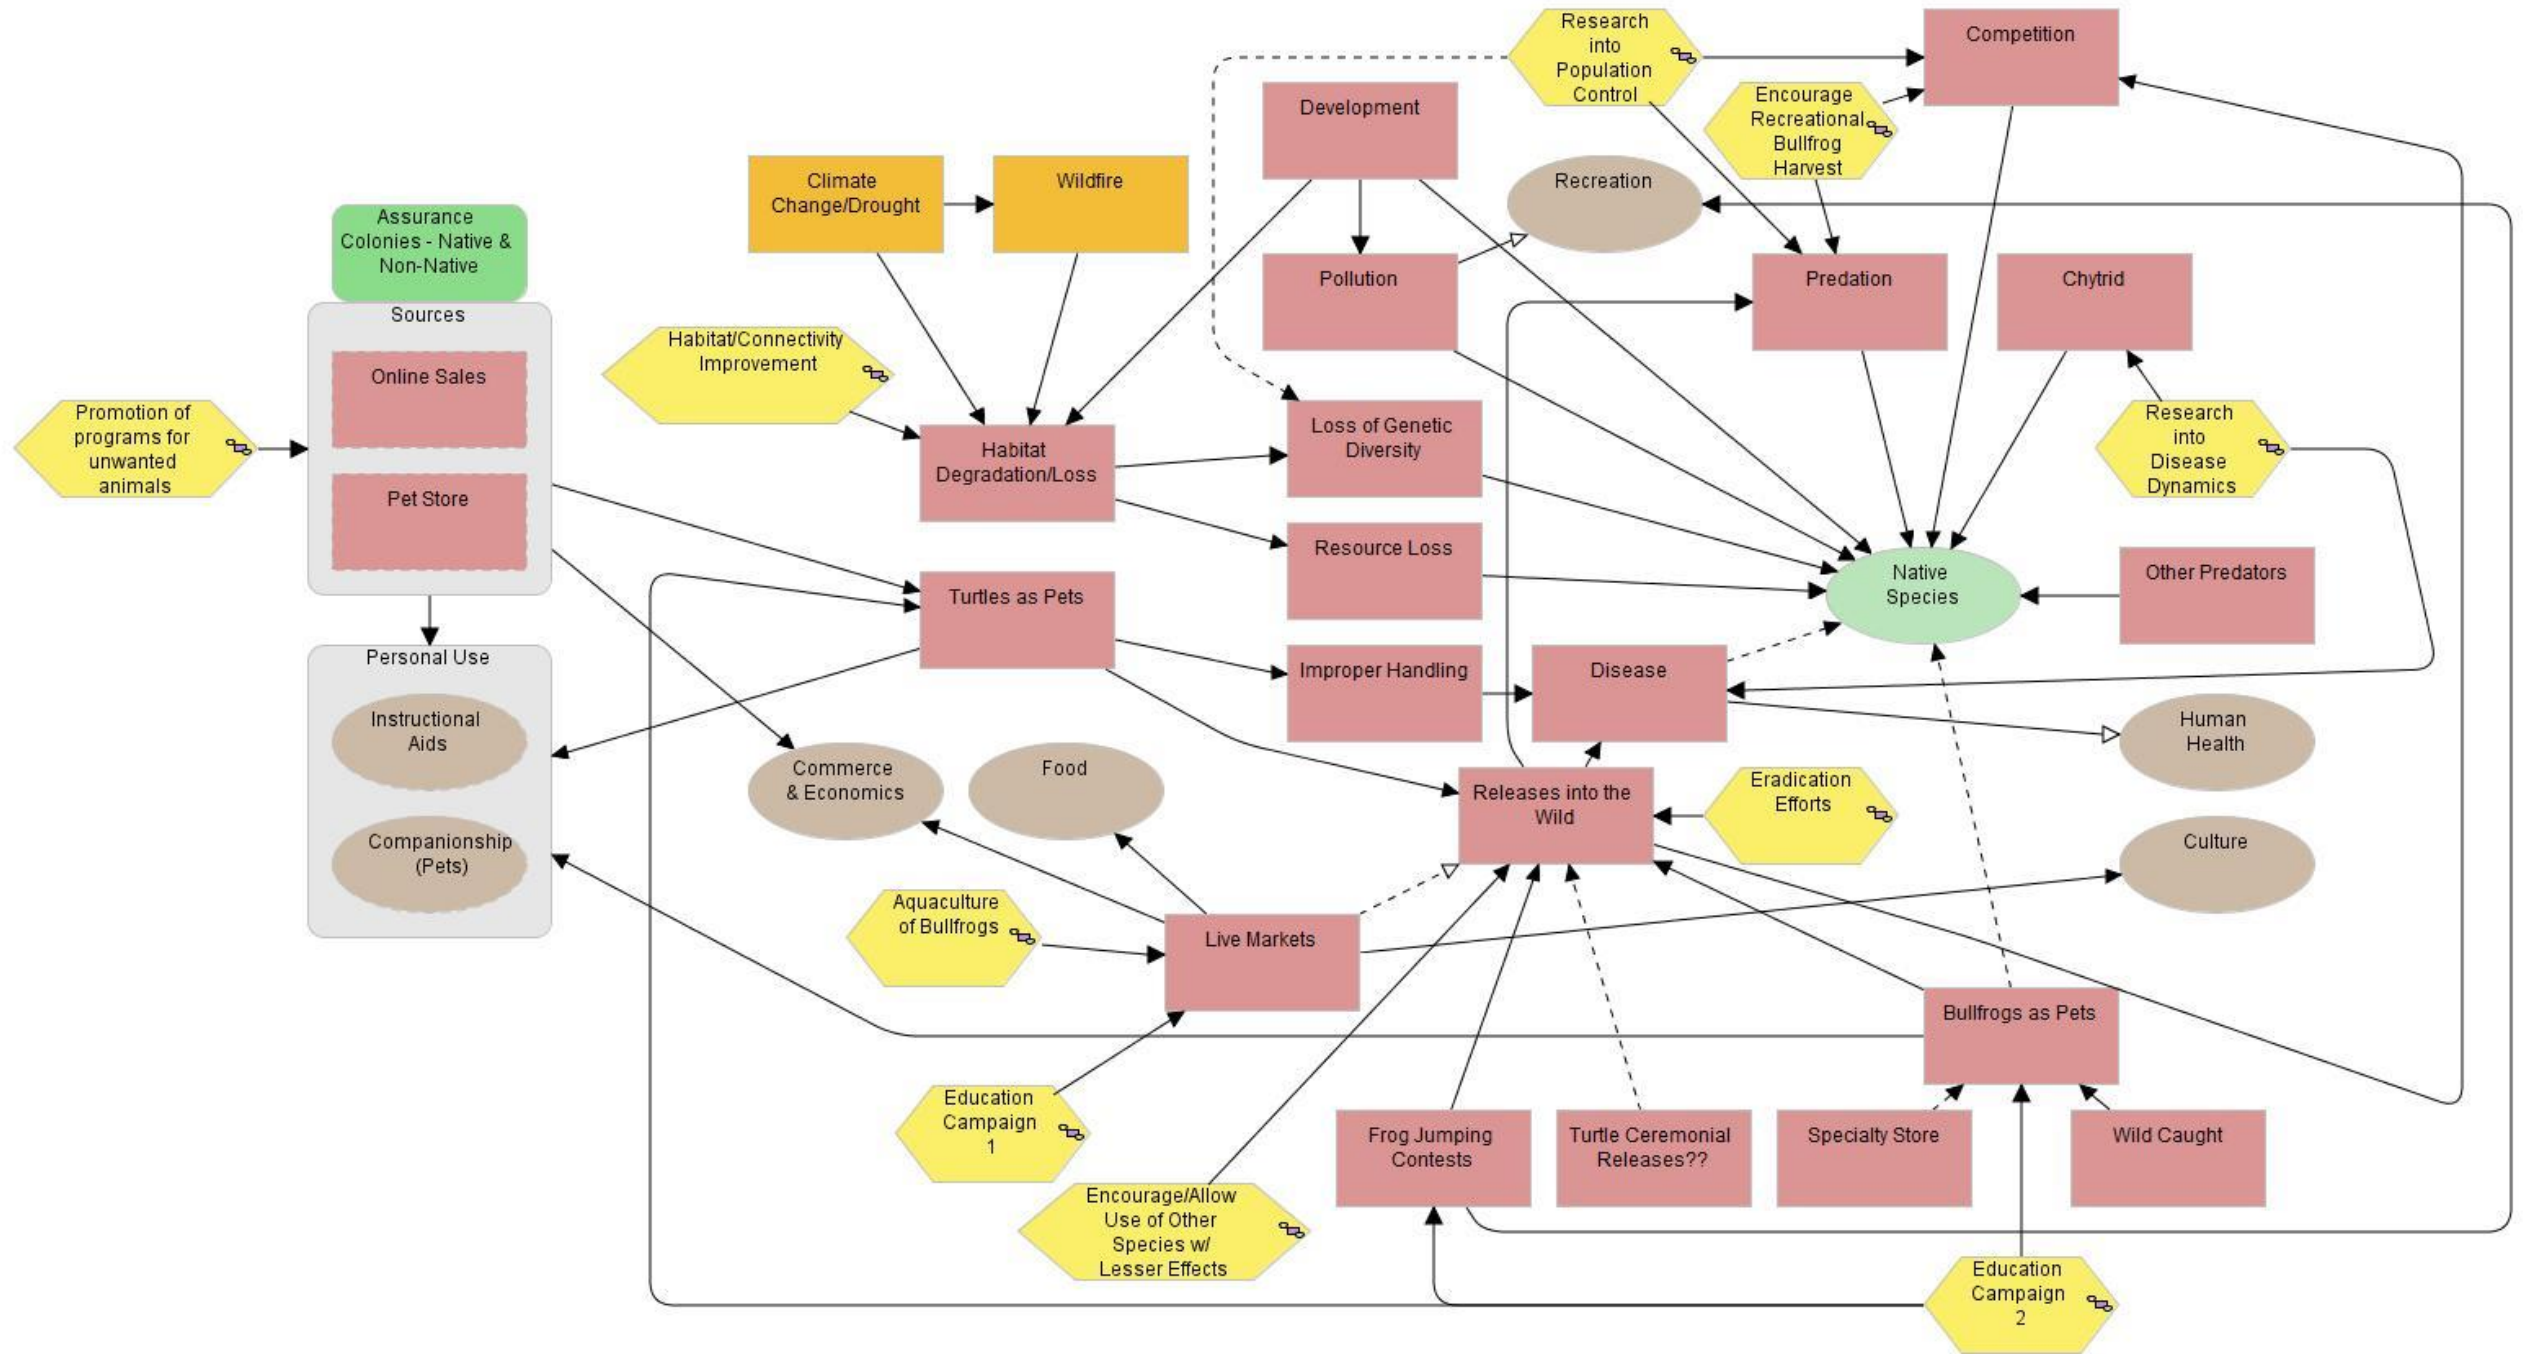 Research
into
Population
Control
Competition
Encourage
Recreational
Bullfrog
Harvest
Development
Recreation
Climate
Change/Drought
Wildfire
Assurance
Colonies - Native &
Non-Native
Sources
Online Sales
Pet Store
Promotion of
programs for
unwanted
animals
Habitat/Connectivity
Improvement
Pollution
Predation
Chytrid
Habitat
Degradation/Loss
Loss of Genetic
Diversity
Research
into
Disease
Dynamics
Resource Loss
Native
Species
Other Predators
Turtles as Pets
Improper Handling
Disease
Personal Use
Instructional
Aids
Companionship
(Pets)
Commerce
& Economics
Food
Releases into the
Wild
Eradication
Efforts
Human
Health
Culture
Aquaculture
of Bullfrogs
Live Markets
Bullfrogs as Pets
Education
Campaign
1
Frog Jumping
Contests
Turtle Ceremonial
Releases??
Specialty Store
Wild Caught
Encourage/Allow
Use of Other
Species w/
Lesser Effects
Education
Campaign
2